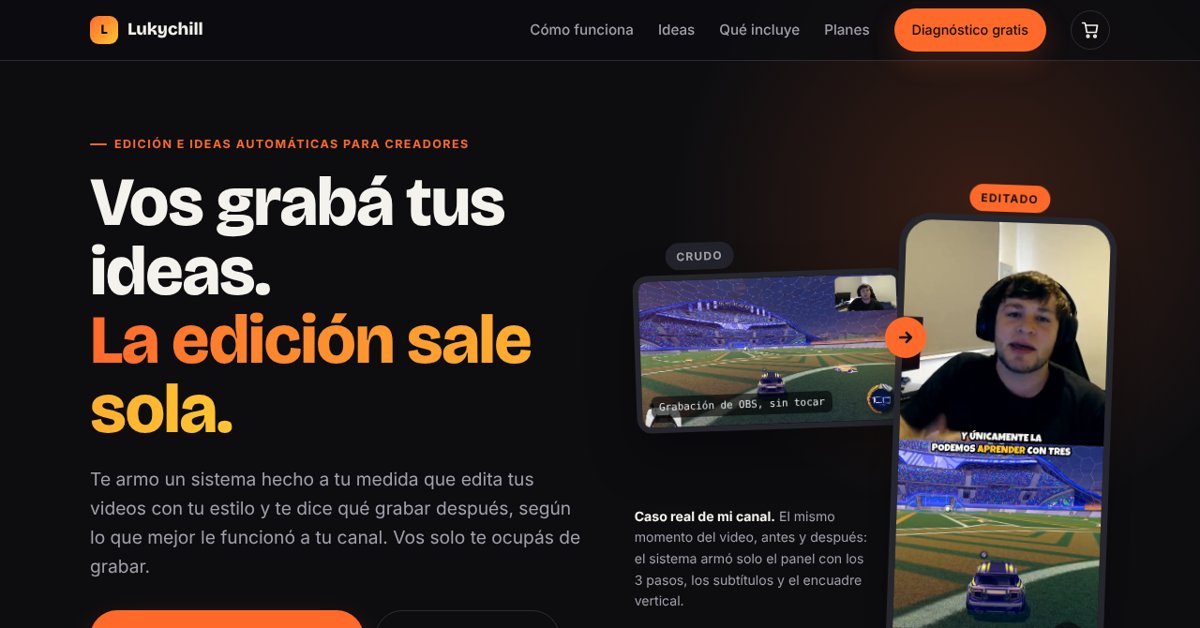 L Lukychill
Cómo funciona Ideas Qué incluye Planes Diagnóstico gratis
EDICIÓN E IDEAS AUTOMÁTICAS PARA CREADORES
Vos grabá tus
ideas.
La edición sale
sola.
Te armo un sistema hecho a tu medida que edita tus
videos con tu estilo y te dice qué grabar después, según
lo que mejor le funcionó a tu canal. Vos solo te ocupás de
grabar.
CRUDO
Grabación de OBS, sin tocar
100
EDITADO
Y ÚNICAMENTE LA
PODEMOS APRENDER CON TRES
Caso real de mi canal. El mismo
momento del video, antes y después:
el sistema armó solo el panel con los
3 pasos, los subtítulos y el encuadre
vertical.